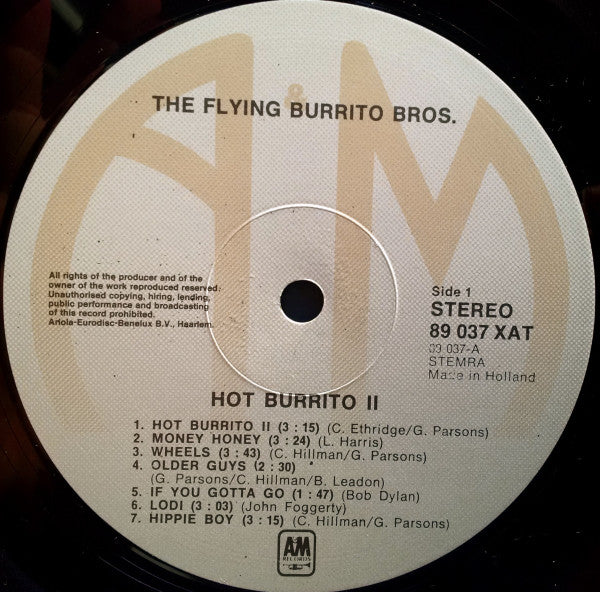 THE FLYING BURRITO BROS.
All rights of the producer and of the
owner of the work reproduced reserved.
Unauthorised copying, hiring, lending,
public performance and broadcasting
of this record prohibited.
Ariola-Eurodisc-Benelux B.V., Haarlem.
Side 1
STEREO
89 037 XAT
89 037-A
STEMRA
Made in Holland
HOT BURRITO II
1. HOT BURRITO II (3 : 15) (C. Ethridge/G. Parsons)
2. MONEY HONEY (3 : 24) (L. Harris)
3. WHEELS (3 : 43) (C. Hillman/G. Parsons)
4. OLDER GUYS (2 : 30)
(G. Parsons/C. Hillman/B. Leadon)
5. IF YOU GOTTA GO (1 : 47) (Bob Dylan)
6. LODI (3 : 03) (John Foggerty)
7. HIPPIE BOY (3 : 15) (C. Hillman/G. Parsons)
A&M
RECORDS